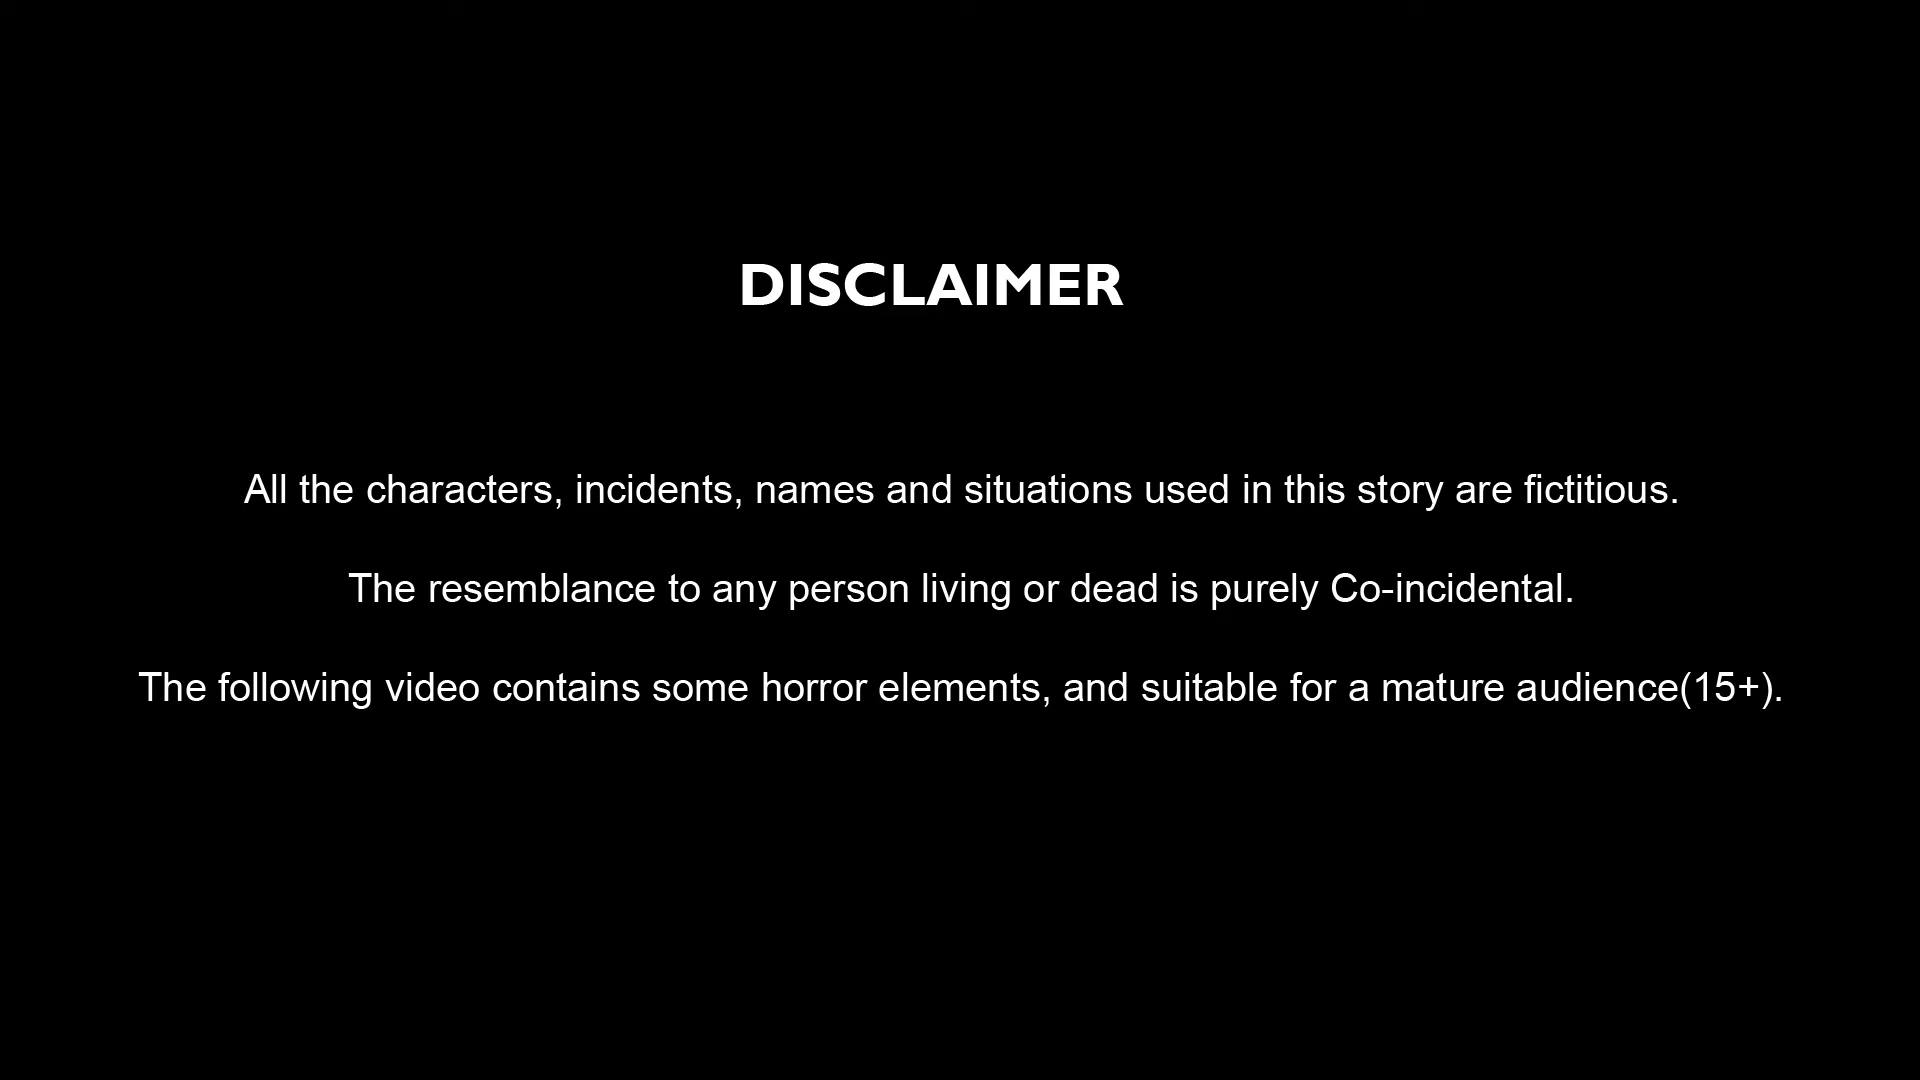 DISCLAIMER
All the characters, incidents, names and situations used in this story are fictitious.
The resemblance to any person living or dead is purely Co-incidental.
The following video contains some horror elements, and suitable for a mature audience(15+).